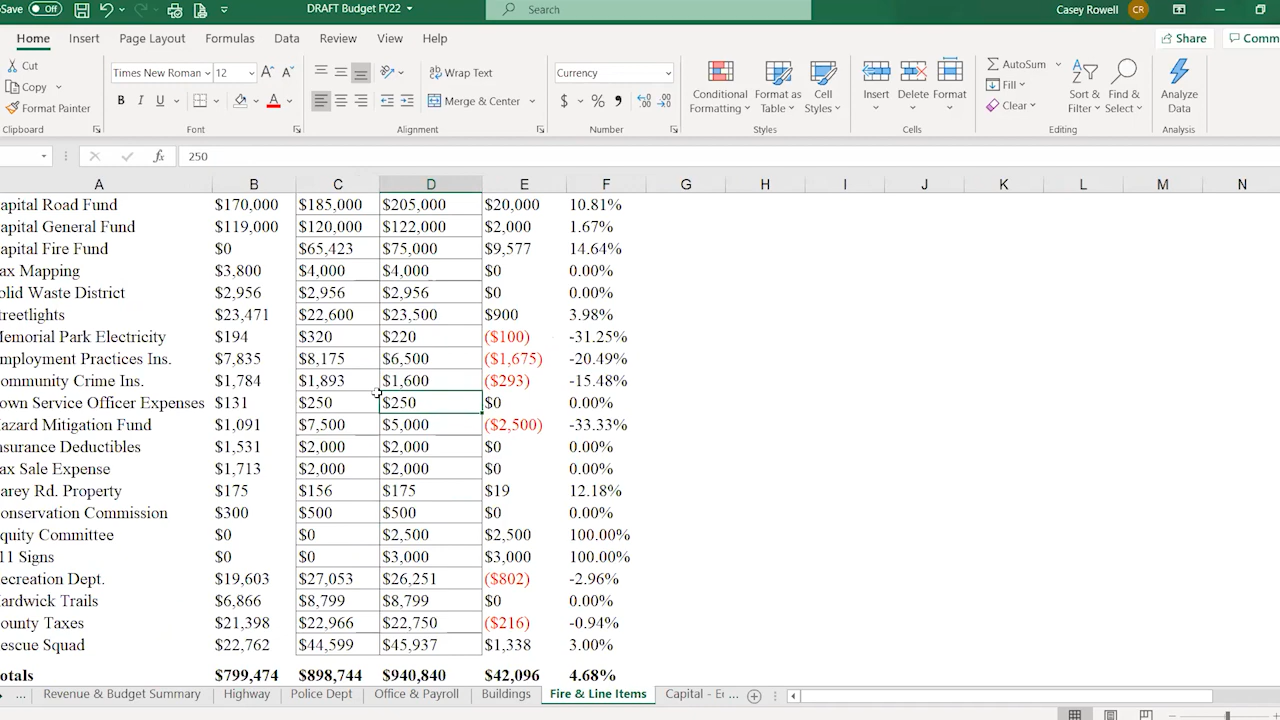 Save Off DRAFT Budget FY22 Search Casey Rowell CR
Home Insert Page Layout Formulas Data Review View Help Share Comm
Cut
Copy
Format Painter
Times New Roman 12
B I U
Wrap Text
Merge & Center
Currency
$ %
Conditional Formatting
Format as Table
Cell Styles
Insert Delete Format
AutoSum
Fill
Clear
Sort & Filter
Find & Select
Analyze Data
Clipboard Font Alignment Number Styles Cells Editing Analysis
fx 250
A B C D E F G H I J K L M N
apital Road Fund $170,000 $185,000 $205,000 $20,000 10.81%
apital General Fund $119,000 $120,000 $122,000 $2,000 1.67%
apital Fire Fund $0 $65,423 $75,000 $9,577 14.64%
ax Mapping $3,800 $4,000 $4,000 $0 0.00%
olid Waste District $2,956 $2,956 $2,956 $0 0.00%
treetlights $23,471 $22,600 $23,500 $900 3.98%
emorial Park Electricity $194 $320 $220 ($100) -31.25%
mployment Practices Ins. $7,835 $8,175 $6,500 ($1,675) -20.49%
ommunity Crime Ins. $1,784 $1,893 $1,600 ($293) -15.48%
own Service Officer Expenses $131 $250 $250 $0 0.00%
azard Mitigation Fund $1,091 $7,500 $5,000 ($2,500) -33.33%
nsurance Deductibles $1,531 $2,000 $2,000 $0 0.00%
ax Sale Expense $1,713 $2,000 $2,000 $0 0.00%
arey Rd. Property $175 $156 $175 $19 12.18%
onservation Commission $300 $500 $500 $0 0.00%
quity Committee $0 $0 $2,500 $2,500 100.00%
11 Signs $0 $0 $3,000 $3,000 100.00%
ecreation Dept. $19,603 $27,053 $26,251 ($802) -2.96%
ardwick Trails $6,866 $8,799 $8,799 $0 0.00%
ounty Taxes $21,398 $22,966 $22,750 ($216) -0.94%
escue Squad $22,762 $44,599 $45,937 $1,338 3.00%
otals $799,474 $898,744 $940,840 $42,096 4.68%
... Revenue & Budget Summary Highway Police Dept Office & Payroll Buildings Fire & Line Items Capital - Ec ...